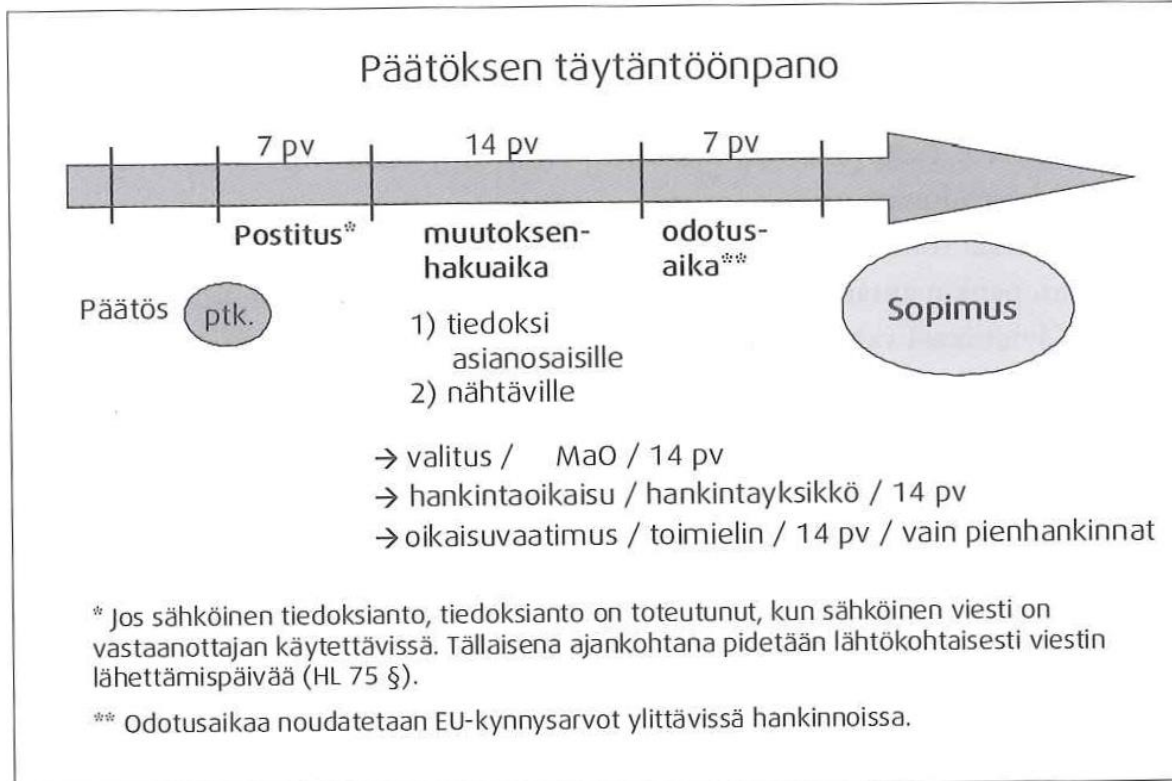 Päätöksen täytäntöönpano
7 pv 14 pv 7 pv
Postitus* muutoksen-
hakuaika
odotus-
aika**
Päätös ptk.
Sopimus
1) tiedoksi
asianosaisille
2) nähtäville
→ valitus / MaO / 14 pv
→ hankintaoikaisu / hankintayksikkö / 14 pv
→ oikaisuvaatimus / toimielin / 14 pv / vain pienhankinnat
* Jos sähköinen tiedoksianto, tiedoksianto on toteutunut, kun sähköinen viesti on
vastaanottajan käytettävissä. Tällaisena ajankohtana pidetään lähtökohtaisesti viestin
lähettämispäivää (HL 75 §).
** Odotusaikaa noudatetaan EU-kynnysarvot ylittävissä hankinnoissa.